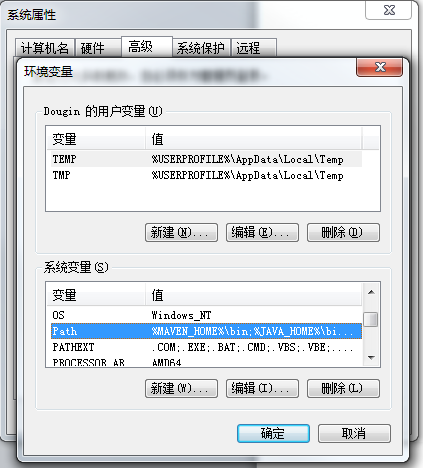 系统属性
计算机名 硬件 高级 系统保护 远程
环境变量
Dougin 的用户变量(U)
变量 值
TEMP %USERPROFILE%\AppData\Local\Temp
TMP %USERPROFILE%\AppData\Local\Temp
新建(N)... 编辑(E)... 删除(D)
系统变量(S)
变量 值
OS Windows_NT
Path %MAVEN_HOME%\bin;%JAVA_HOME%\bi...
PATHEXT .COM;.EXE;.BAT;.CMD;.VBS;.VBE;....
PROCESSOR_AR AMD64
新建(W)... 编辑(I)... 删除(L)
确定 取消